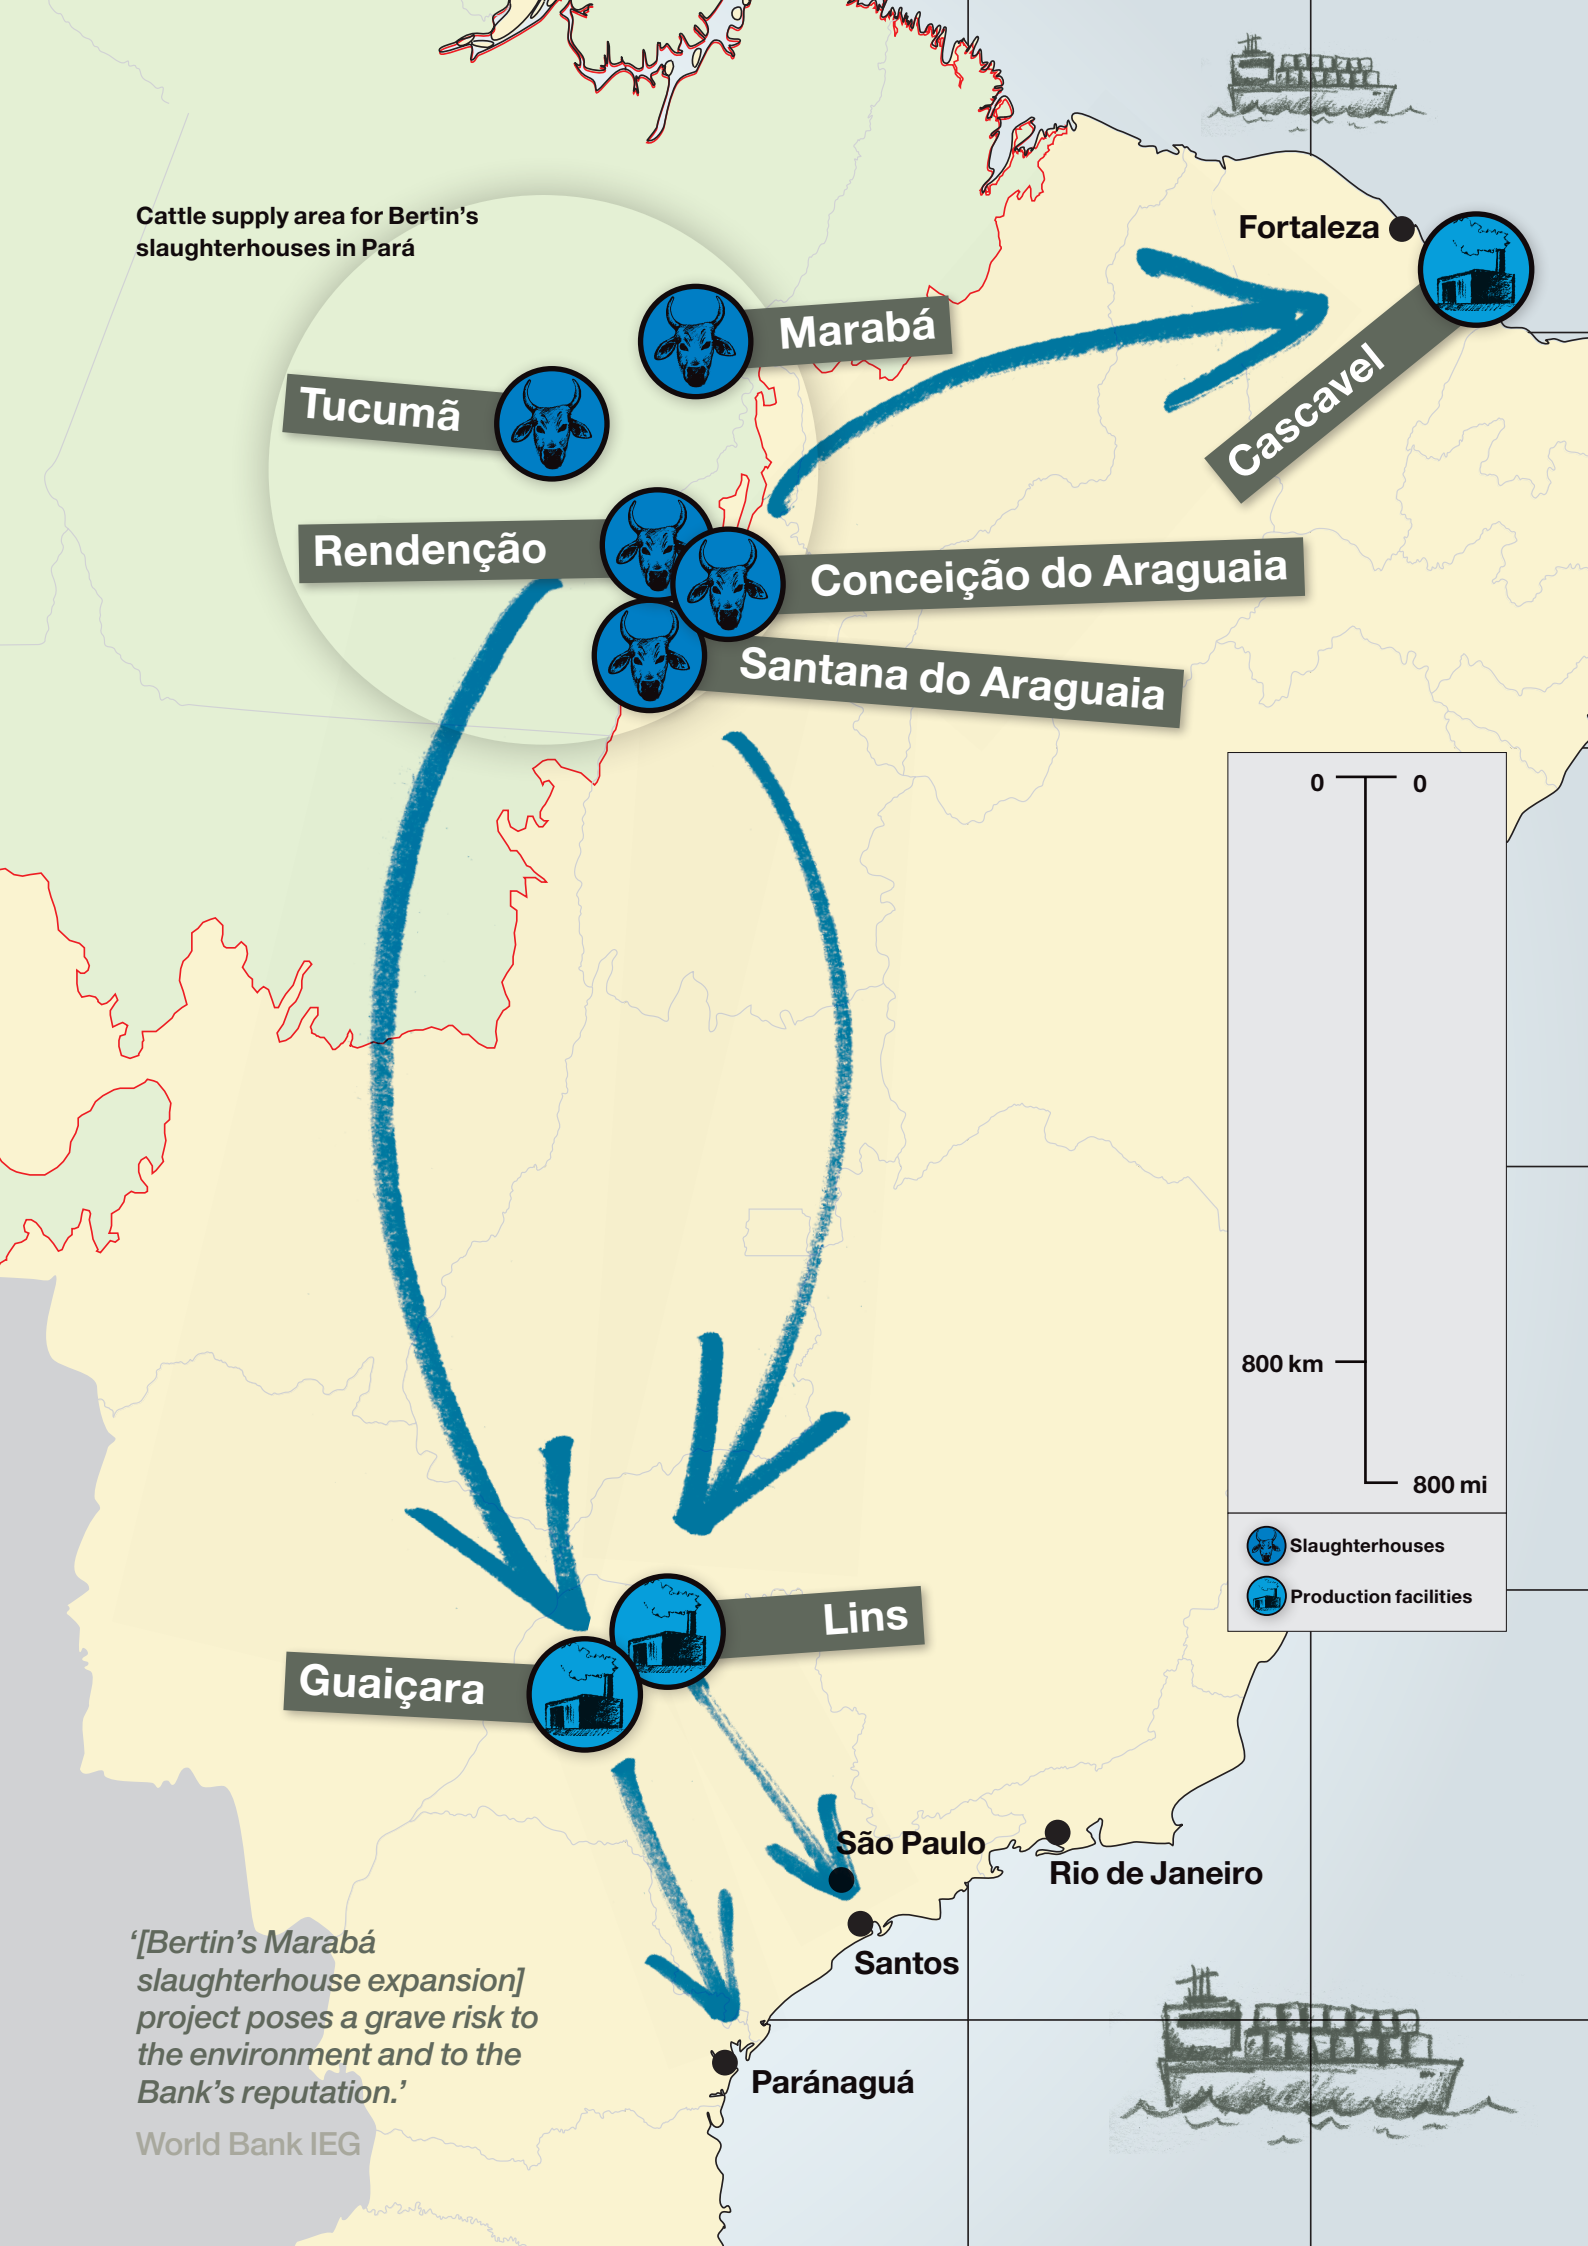 Cattle supply area for Bertin's
slaughterhouses in Pará
Fortaleza
Marabá
Tucumã
Cascavel
Rendenção
Conceição do Araguaia
Santana do Araguaia
0 0
800 km
800 mi
Slaughterhouses
Production facilities
Lins
Guaiçara
São Paulo
Rio de Janeiro
Santos
Paránaguá
‘[Bertin’s Marabá
slaughterhouse expansion]
project poses a grave risk to
the environment and to the
Bank’s reputation.’
World Bank IEG